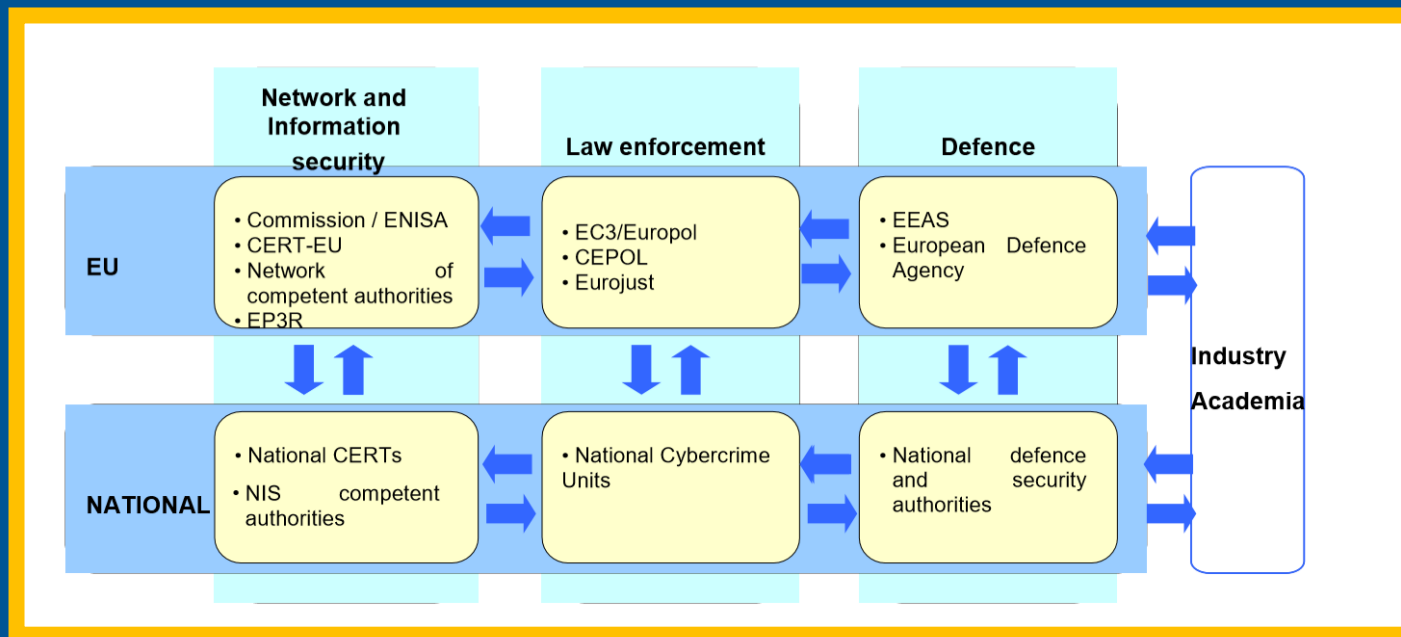 Network and
Information
security
Law enforcement
Defence
EU
• Commission / ENISA
• CERT-EU
• Network of
competent authorities
• EP3R
• EC3/Europol
• CEPOL
• Eurojust
• EEAS
• European Defence
Agency
Industry
Academia
NATIONAL
• National CERTs
• NIS competent
authorities
• National Cybercrime
Units
• National defence
and security
authorities